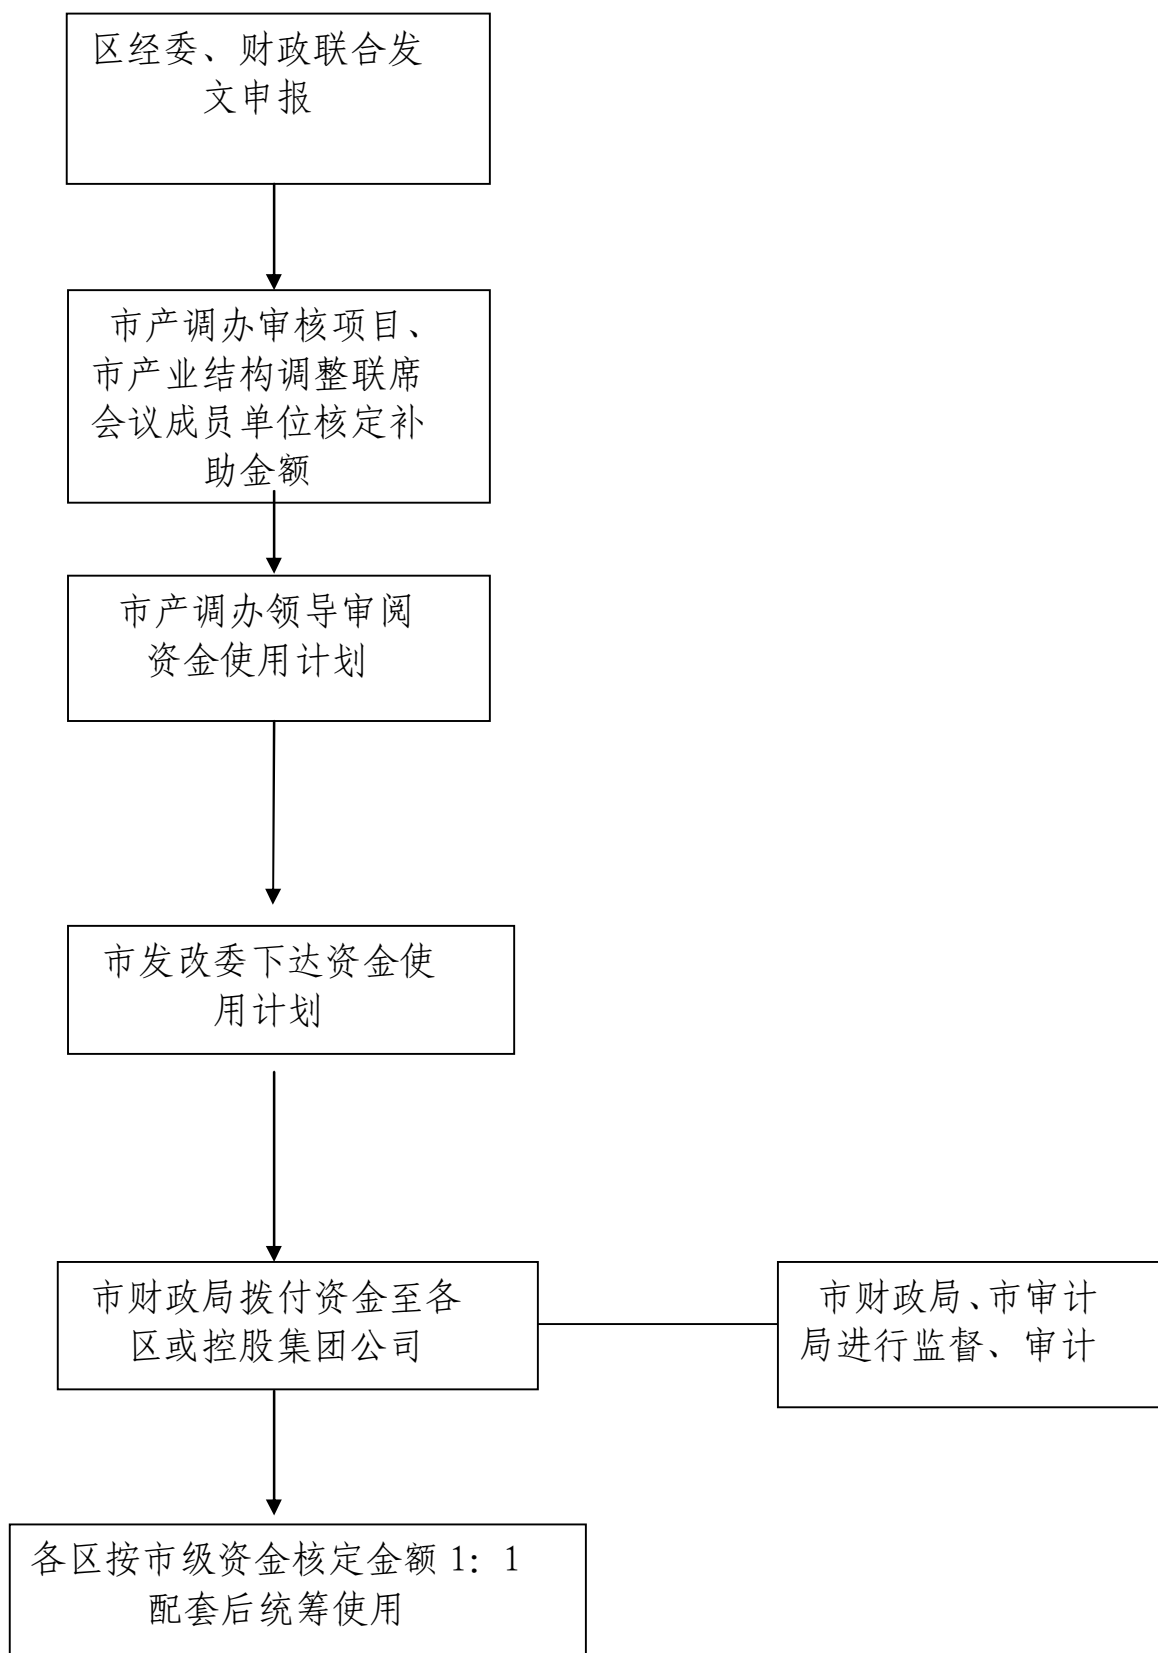 区经委、财政联合发
文申报
市产调办审核项目、
市产业结构调整联席
会议成员单位核定补
助金额
市产调办领导审阅
资金使用计划
市发改委下达资金使
用计划
市财政局拨付资金至各
区或控股集团公司
市财政局、市审计
局进行监督、审计
各区按市级资金核定金额 1：1
配套后统筹使用